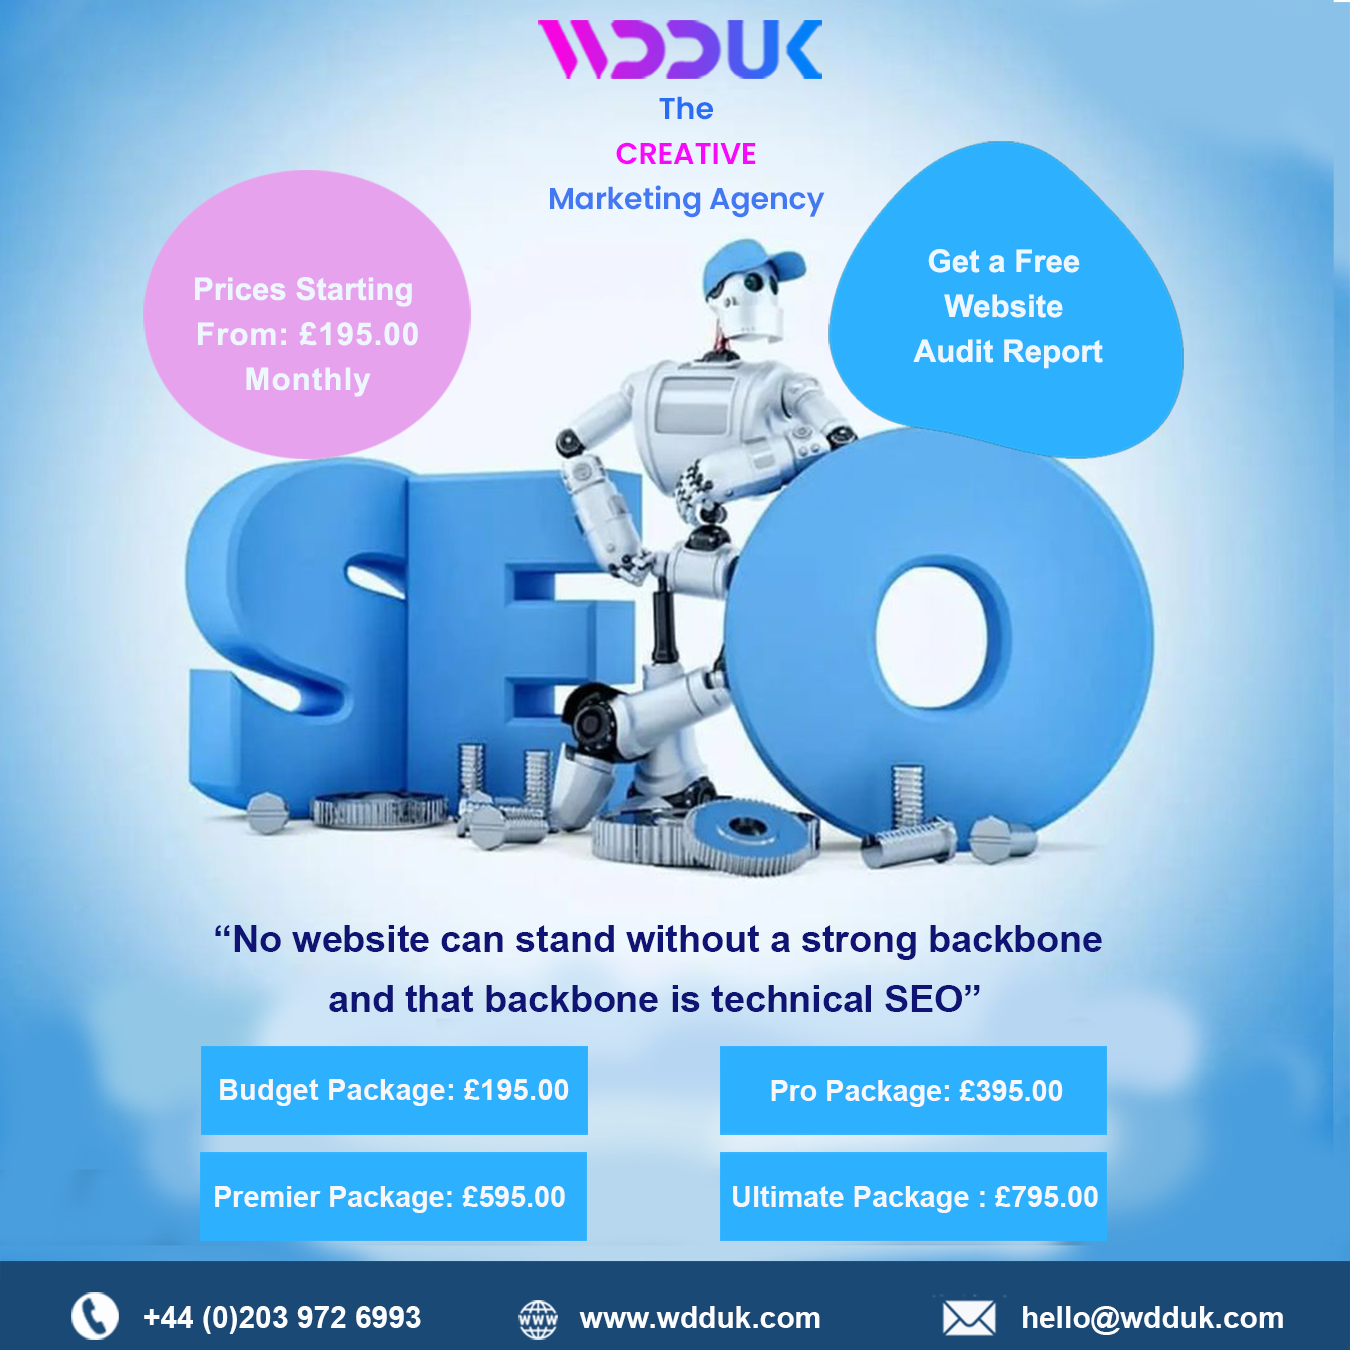 WDDUK
The
CREATIVE
Marketing Agency
Prices Starting
From: £195.00
Monthly
Get a Free
Website
Audit Report
SEO
“No website can stand without a strong backbone
and that backbone is technical SEO”
Budget Package: £195.00
Pro Package: £395.00
Premier Package: £595.00
Ultimate Package : £795.00
+44 (0)203 972 6993
www
www.wdduk.com
hello@wdduk.com